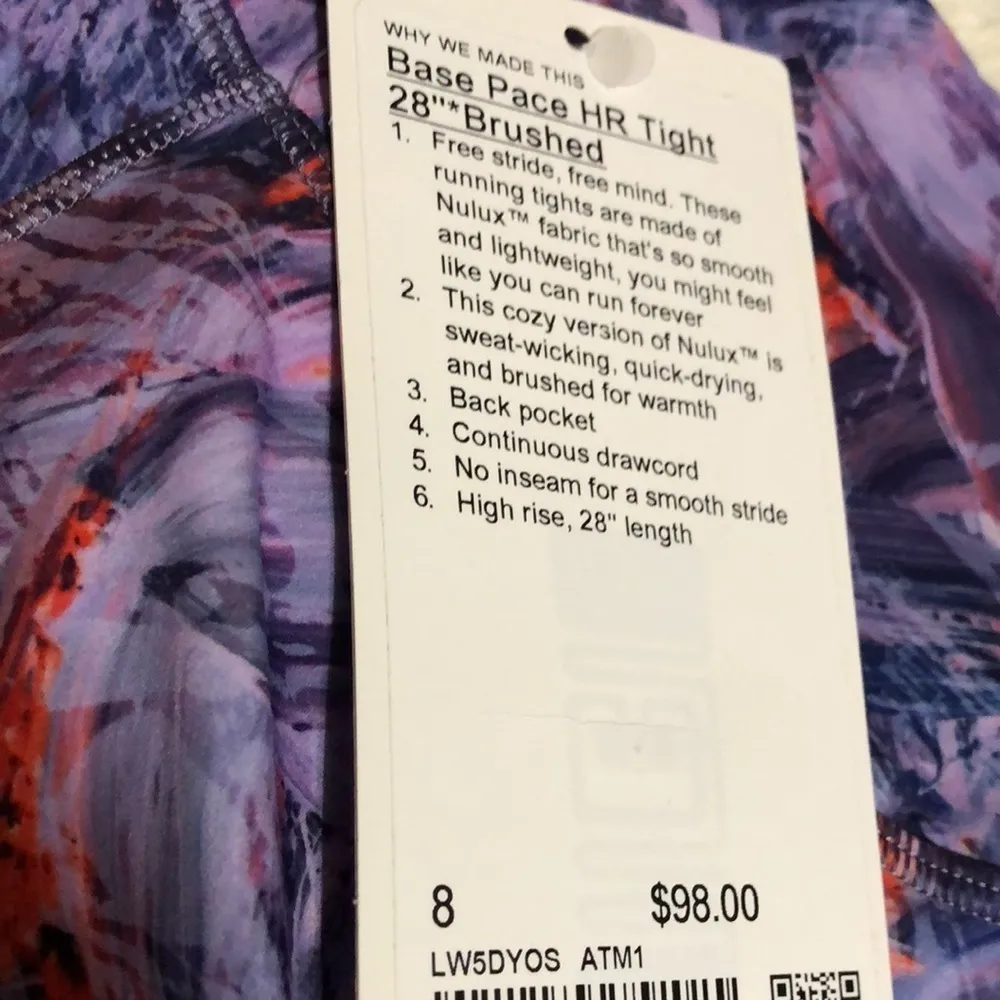 WHY WE MADE THIS
Base Pace HR Tight
28"*Brushed
1. Free stride, free mind. These
running tights are made of
Nulux™ fabric that's so smooth
and lightweight, you might feel
like you can run forever
2. This cozy version of Nulux™ is
sweat-wicking, quick-drying,
and brushed for warmth
3. Back pocket
4. Continuous drawcord
5. No inseam for a smooth stride
6. High rise, 28" length
8 $98.00
LW5DYOS ATM1